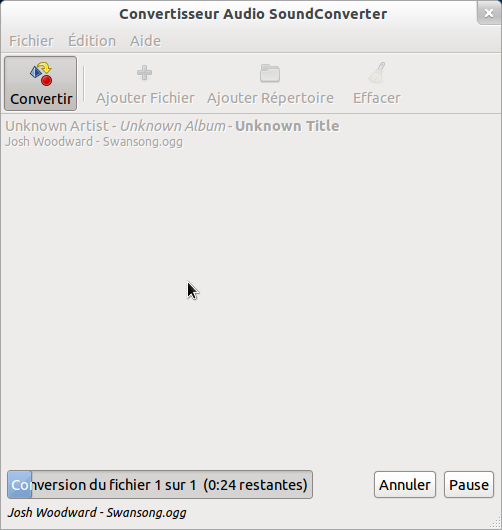 Convertisseur Audio SoundConverter
Fichier Édition Aide
Convertir Ajouter Fichier Ajouter Répertoire Effacer
Unknown Artist - Unknown Album - Unknown Title
Josh Woodward - Swansong.ogg
Conversion du fichier 1 sur 1 (0:24 restantes) Annuler Pause
Josh Woodward - Swansong.ogg